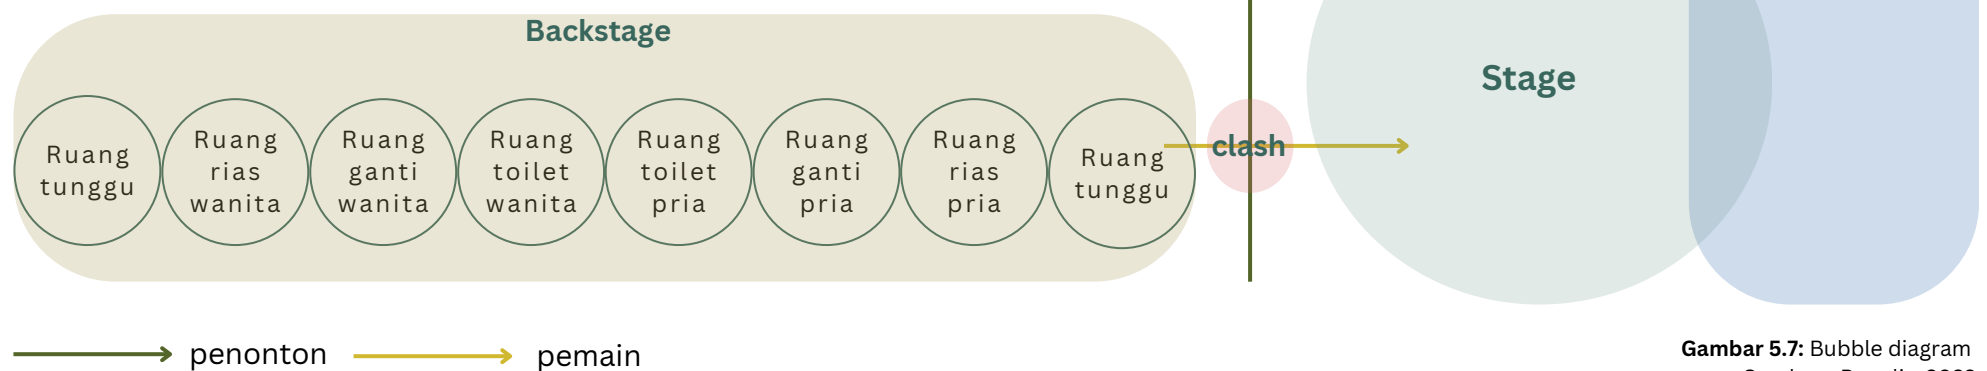 Backstage
Stage
Ruang
tunggu
Ruang
rias
wanita
Ruang
ganti
wanita
Ruang
toilet
wanita
Ruang
toilet
pria
Ruang
ganti
pria
Ruang
rias
pria
Ruang
tunggu
clash
penonton
pemain
Gambar 5.7: Bubble diagram